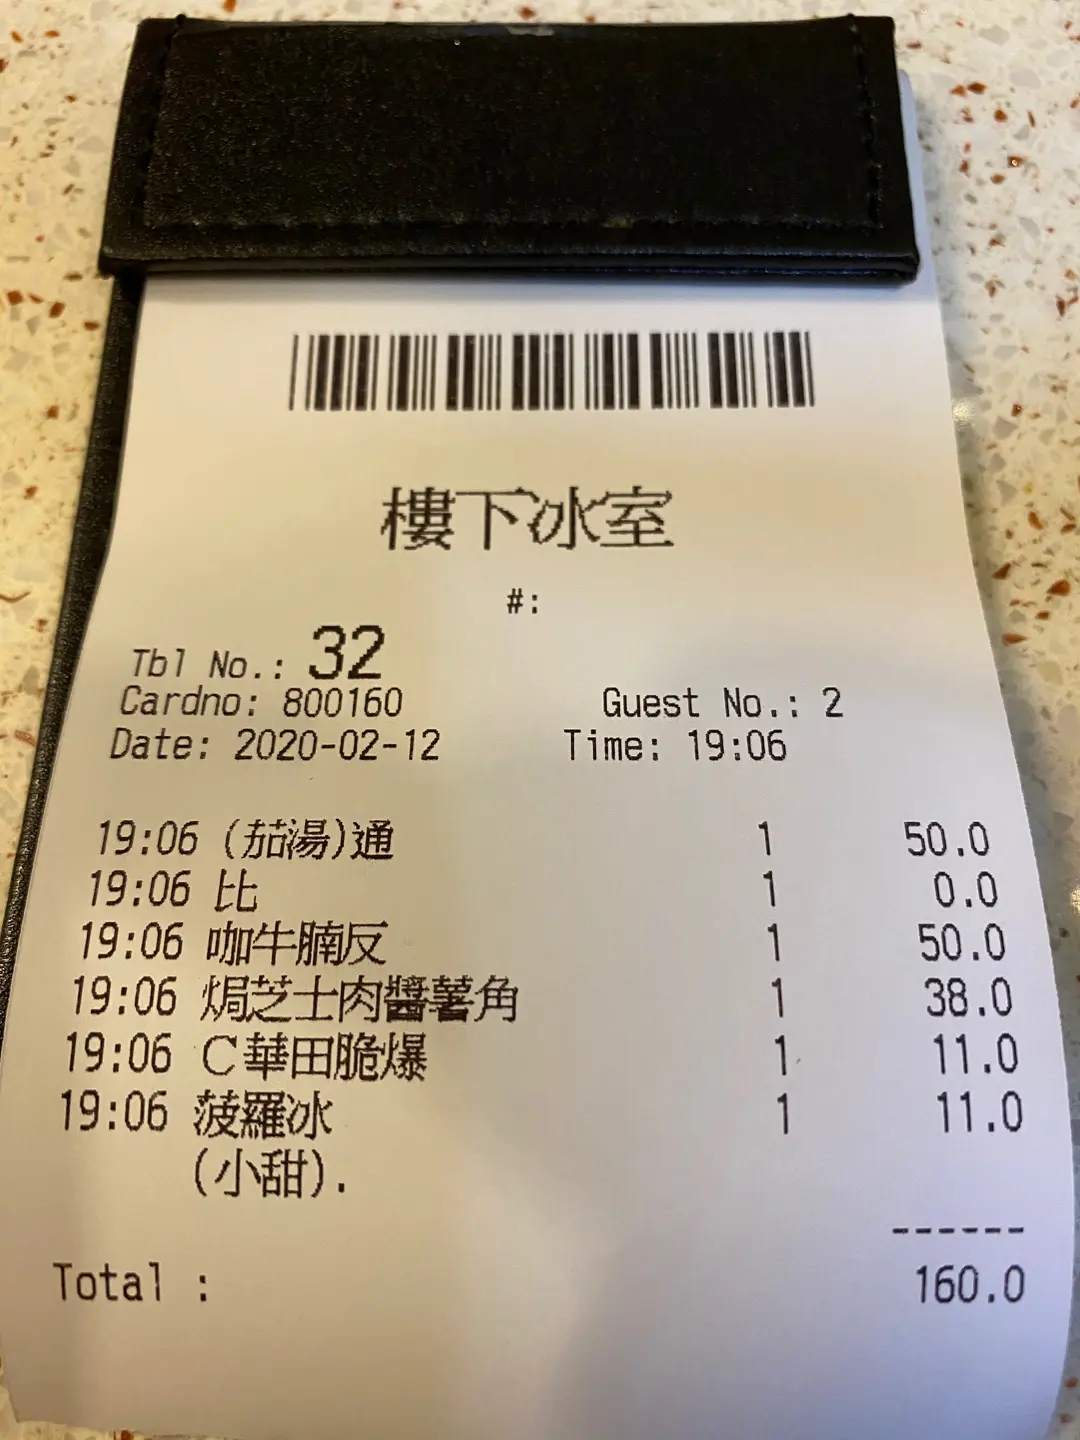 樓下冰室
#:
Tbl No.: 32
Cardno: 800160 Guest No.: 2
Date: 2020-02-12 Time: 19:06
19:06 (茄湯)通 1 50.0
19:06 比 1 0.0
19:06 咖牛腩反 1 50.0
19:06 焗芝士肉醬薯角 1 38.0
19:06 C華田脆爆 1 11.0
19:06 菠羅冰 1 11.0
(小甜).
------
Total : 160.0